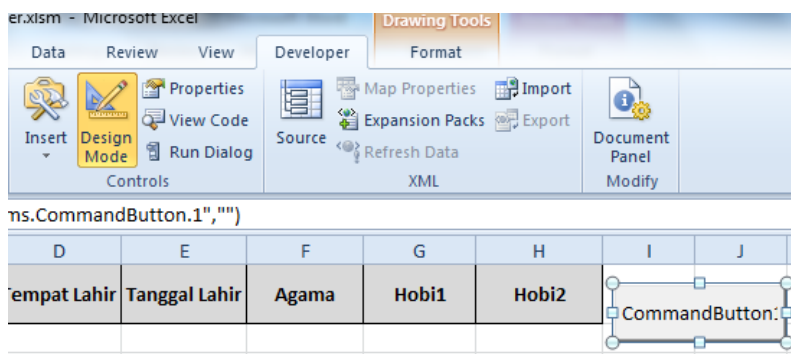 er.xlsm - Microsoft Excel
Drawing Tools
Data Review View Developer Format
Insert
Design Mode
Properties
View Code
Run Dialog
Controls
Source
Map Properties
Expansion Packs
Refresh Data
Import
Export
XML
Document Panel
Modify
ms.CommandButton.1","")
D E F G H I J
Tempat Lahir Tanggal Lahir Agama Hobi1 Hobi2
CommandButton1